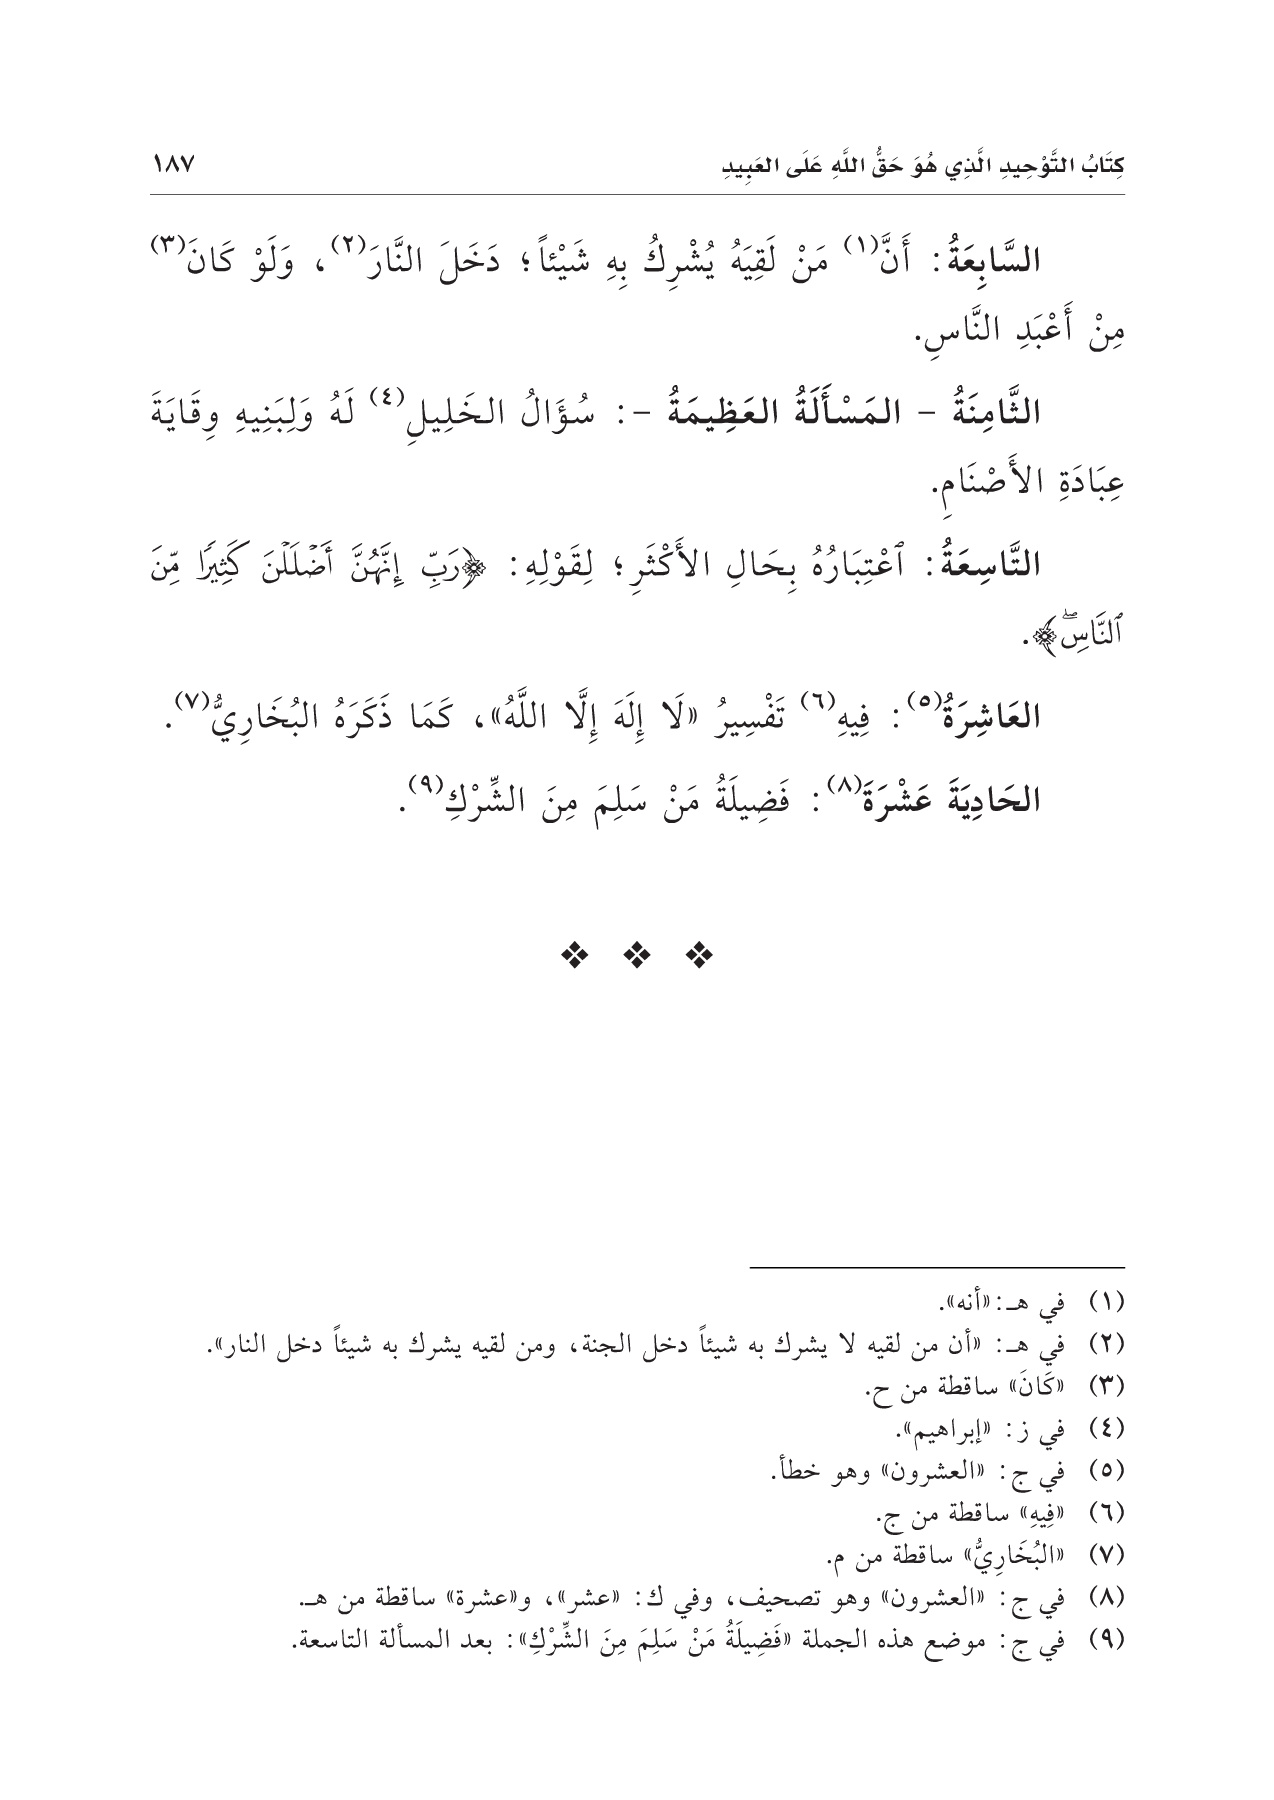 كِتَابُ التَّوْحِيدِ الَّذِي هُوَ حَقُّ اللَّهِ عَلَى العَبِيدِ ١٨٧
السَّابِعَةُ: أَنَّ(١) مَنْ لَقِيَهُ يُشْرِكُ بِهِ شَيْئاً؛ دَخَلَ النَّارَ(٢)، وَلَوْ كَانَ(٣)
مِنْ أَعْبَدِ النَّاسِ.
الثَّامِنَةُ - المَسْأَلَةُ العَظِيمَةُ -: سُؤَالُ الخَلِيلِ(٤) لَهُ وَلِبَنِيهِ وِقَايَةَ
عِبَادَةِ الأَصْنَامِ.
التَّاسِعَةُ: ٱعْتِبَارُهُ بِحَالِ الأَكْثَرِ؛ لِقَوْلِهِ: ﴿رَبِّ إِنَّهُنَّ أَضْلَلْنَ كَثِيرًا مِّنَ
ٱلنَّاسِۖ﴾.
العَاشِرَةُ(٥): فِيهِ(٦) تَفْسِيرُ «لَا إِلَهَ إِلَّا اللَّهُ»، كَمَا ذَكَرَهُ البُخَارِيُّ(٧).
الحَادِيَةَ عَشْرَةَ(٨): فَضِيلَةُ مَنْ سَلِمَ مِنَ الشِّرْكِ(٩).
(١) في هـ: «أنه».
(٢) في هـ: «أن من لقيه لا يشرك به شيئاً دخل الجنة، ومن لقيه يشرك به شيئاً دخل النار».
(٣) «كَانَ» ساقطة من ح.
(٤) في ز: «إبراهيم».
(٥) في ج: «العشرون» وهو خطأ.
(٦) «فِيهِ» ساقطة من ج.
(٧) «البُخَارِيُّ» ساقطة من م.
(٨) في ج: «العشرون» وهو تصحيف، وفي ك: «عشر»، و«عشرة» ساقطة من هـ.
(٩) في ج: موضع هذه الجملة «فَضِيلَةُ مَنْ سَلِمَ مِنَ الشِّرْكِ»: بعد المسألة التاسعة.